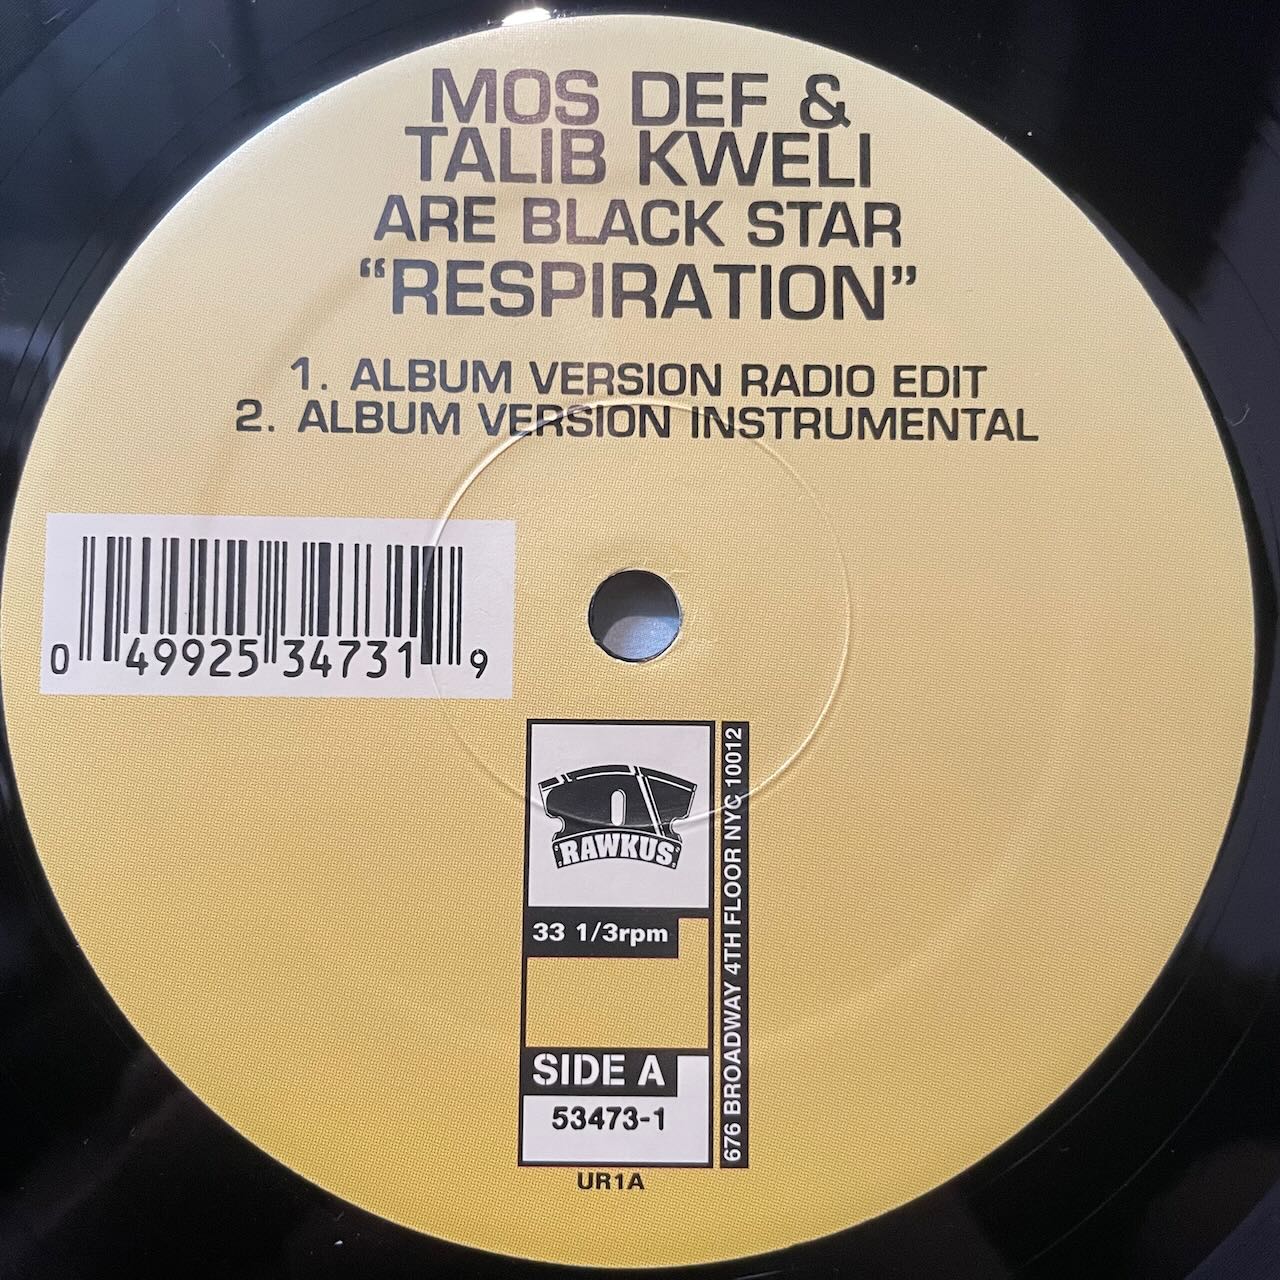 MOS DEF &
TALIB KWELI
ARE BLACK STAR
“RESPIRATION”
1. ALBUM VERSION RADIO EDIT
2. ALBUM VERSION INSTRUMENTAL
0 49925 34731 9
RAWKUS
33 1/3rpm
SIDE A
53473-1
676 BROADWAY 4TH FLOOR NYC 10012
UR1A